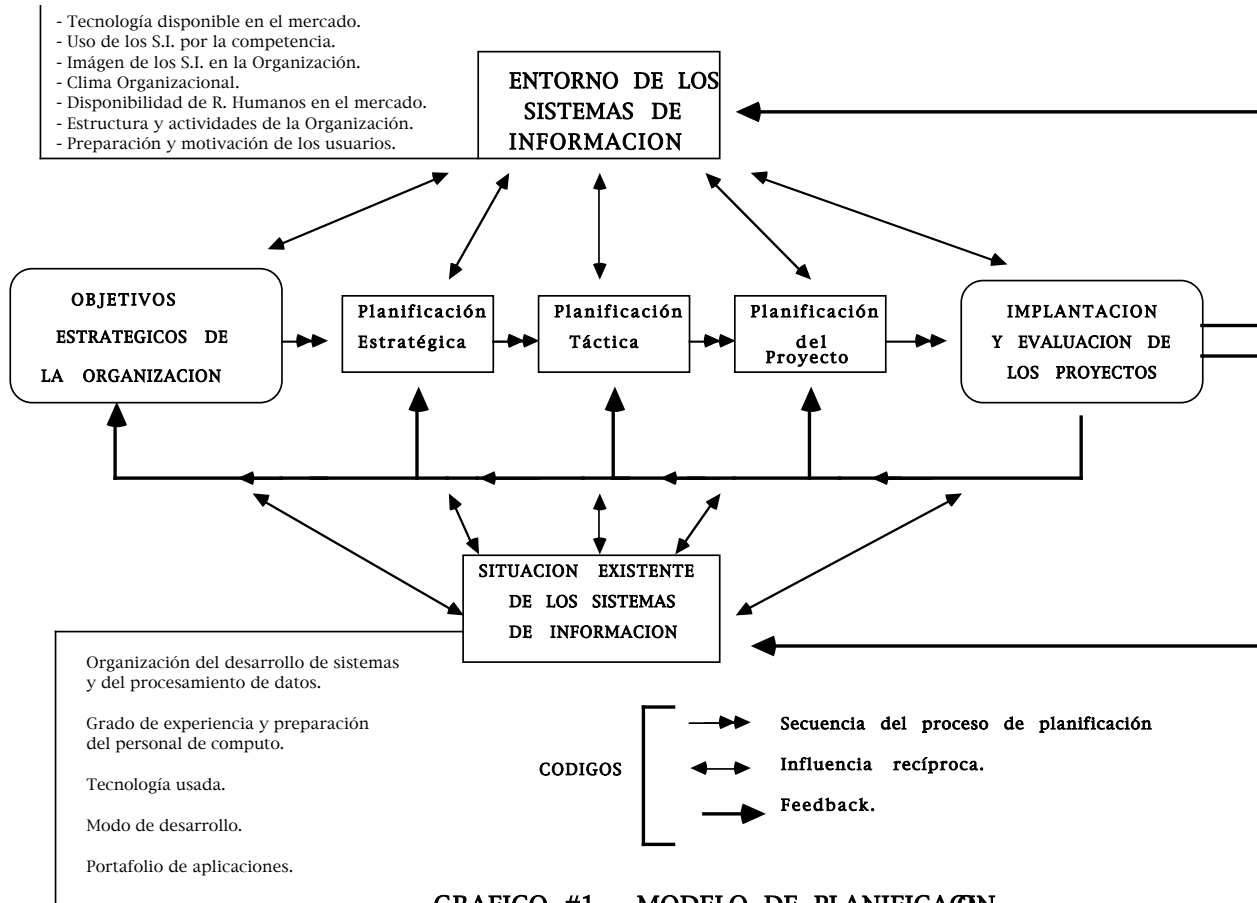 - Tecnología disponible en el mercado.
- Uso de los S.I. por la competencia.
- Imágen de los S.I. en la Organización.
- Clima Organizacional.
- Disponibilidad de R. Humanos en el mercado.
- Estructura y actividades de la Organización.
- Preparación y motivación de los usuarios.
ENTORNO DE LOS
SISTEMAS DE
INFORMACION
OBJETIVOS
ESTRATEGICOS DE
LA ORGANIZACION
Planificación
Estratégica
Planificación
Táctica
Planificación
del
Proyecto
IMPLANTACION
Y EVALUACION DE
LOS PROYECTOS
SITUACION EXISTENTE
DE LOS SISTEMAS
DE INFORMACION
Organización del desarrollo de sistemas
y del procesamiento de datos.
Grado de experiencia y preparación
del personal de computo.
Tecnología usada.
Modo de desarrollo.
Portafolio de aplicaciones.
CODIGOS
Secuencia del proceso de planificación
Influencia recíproca.
Feedback.
GRAFICO #1 MODELO DE